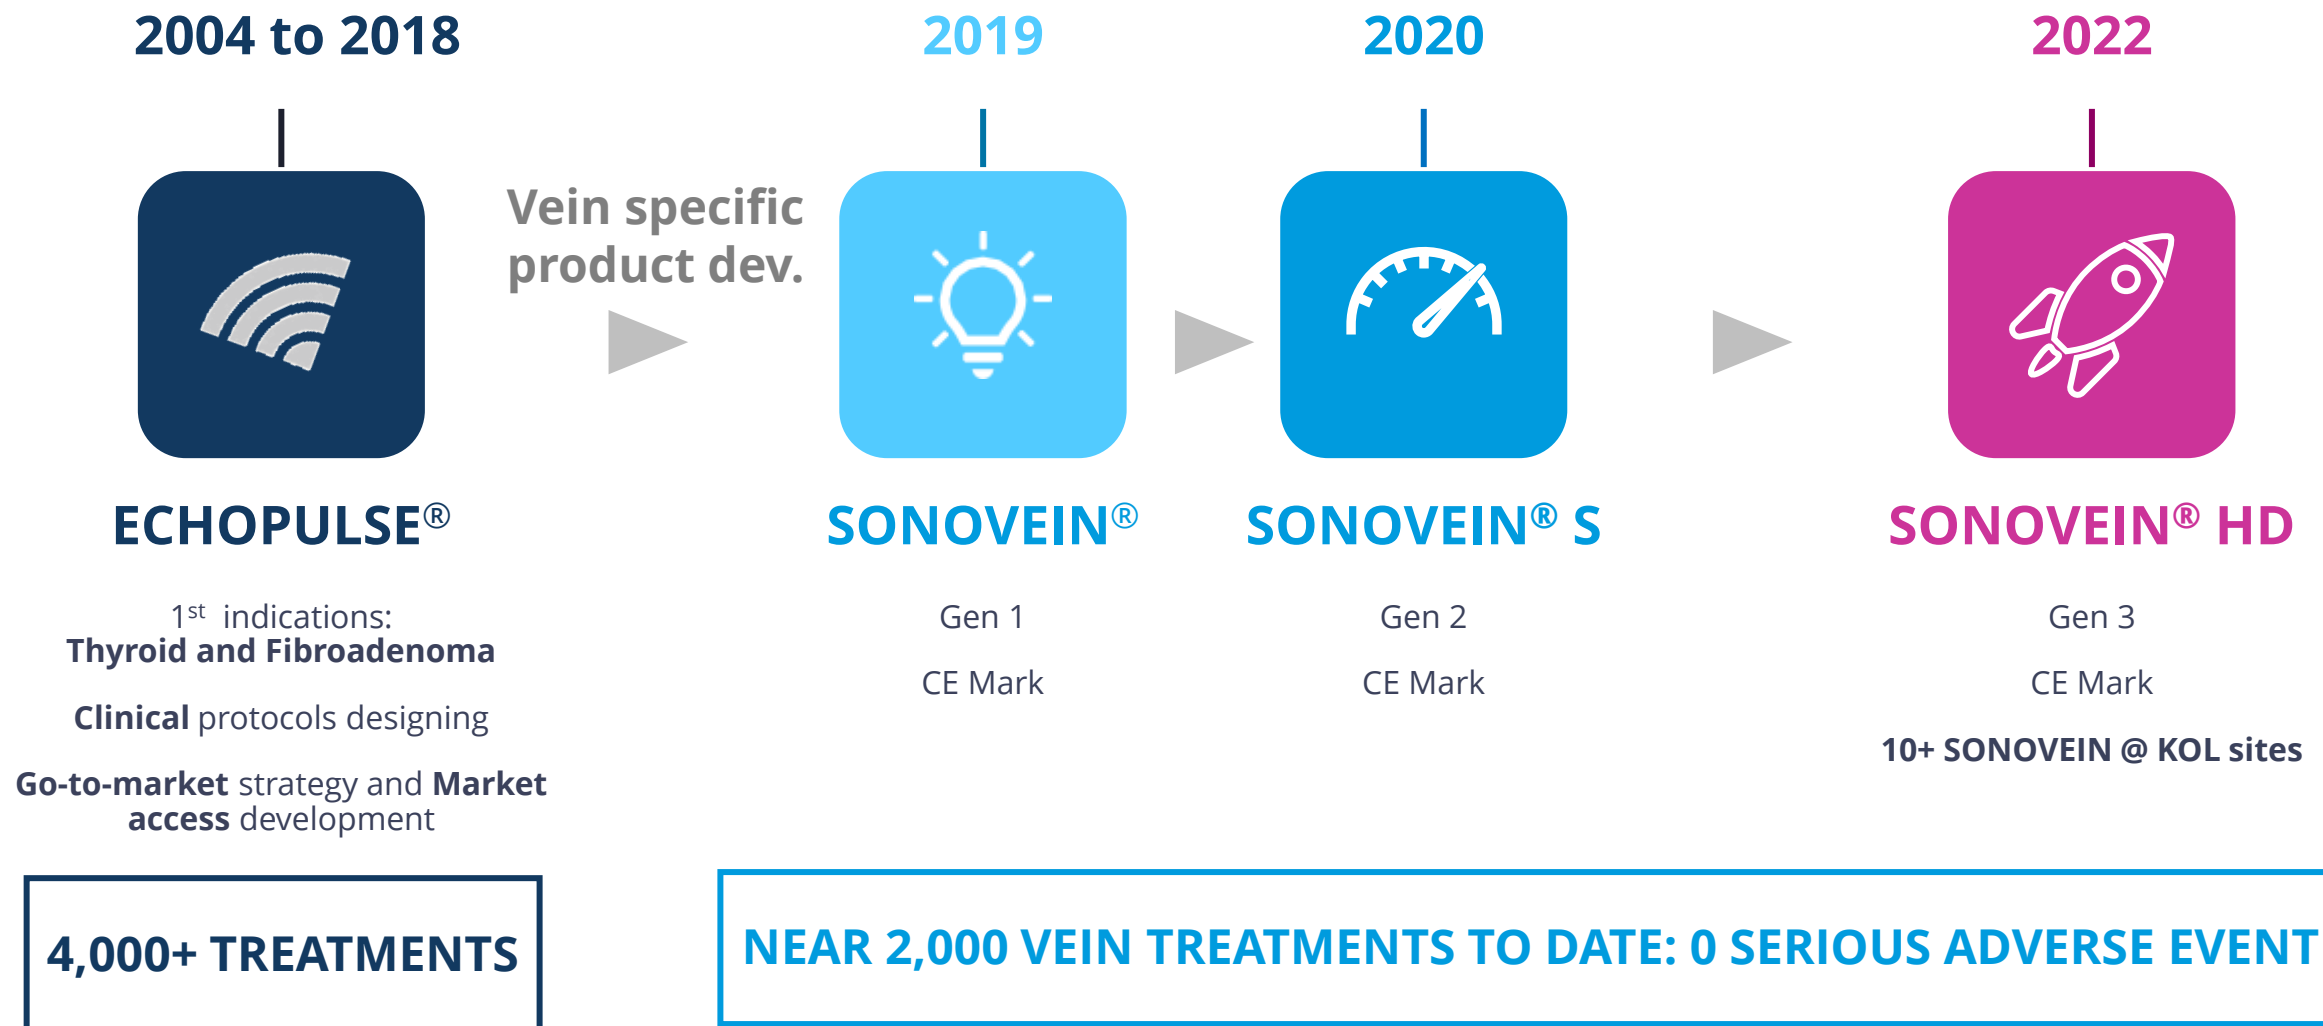 2004 to 2018
2019
2020
2022
Vein specific
product dev.
ECHOPULSE®
SONOVEIN®
SONOVEIN® S
SONOVEIN® HD
1st indications:
Thyroid and Fibroadenoma
Clinical protocols designing
Go-to-market strategy and Market
access development
Gen 1
CE Mark
Gen 2
CE Mark
Gen 3
CE Mark
10+ SONOVEIN @ KOL sites
4,000+ TREATMENTS
NEAR 2,000 VEIN TREATMENTS TO DATE: 0 SERIOUS ADVERSE EVENT